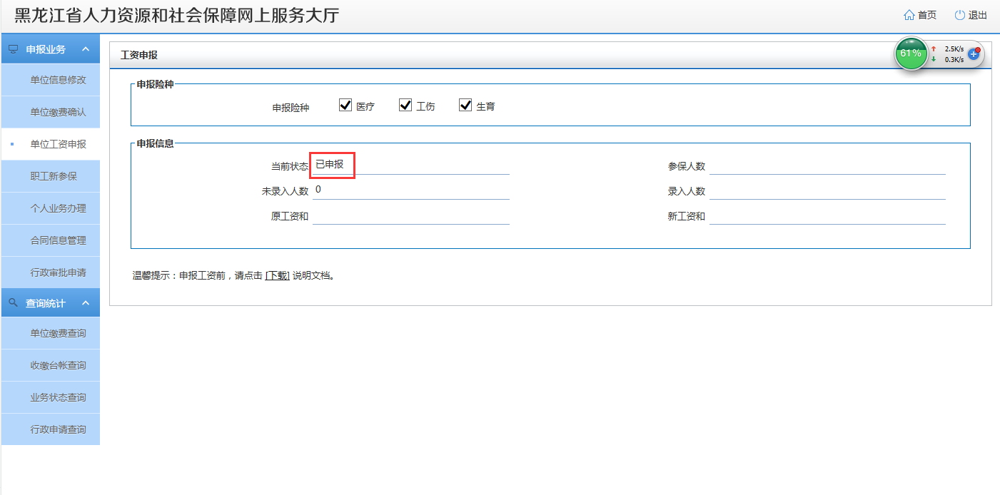 黑龙江省人力资源和社会保障网上服务大厅
首页
退出
申报业务
单位信息修改
单位缴费确认
单位工资申报
职工新参保
个人业务办理
合同信息管理
行政审批申请
查询统计
单位缴费查询
收缴台帐查询
业务状态查询
行政申请查询
工资申报
61%
2.5K/s
0.3K/s
申报险种
申报险种 医疗 工伤 生育
申报信息
当前状态 已申报 参保人数
未录入人数 0 录入人数
原工资和 新工资和
温馨提示：申报工资前，请点击 [下载] 说明文档。